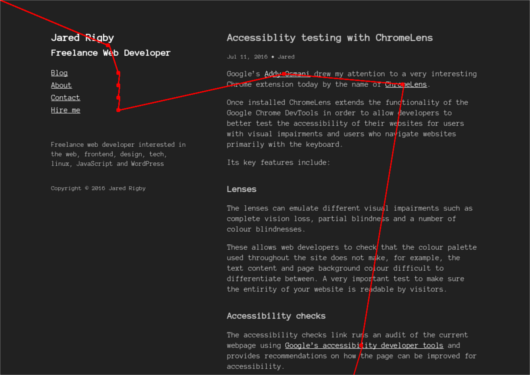 Jared Rigby
Freelance Web Developer
Blog
About
Contact
Hire me
Freelance web developer interested in
the web, frontend, design, tech,
linux, JavaScript and WordPress
Copyright © 2016 Jared Rigby
Accessiblity testing with ChromeLens
Jul 11, 2016 • Jared
Google's Addy Osmani drew my attention to a very interesting
Chrome extension today by the name of ChromeLens.
Once installed ChromeLens extends the functionality of the
Google Chrome DevTools in order to allow developers to
better test the accessibility of their websites for users
with visual impairments and users who navigate websites
primarily with the keyboard.
Its key features include:
Lenses
The lenses can emulate different visual impairments such as
complete vision loss, partial blindness and a number of
colour blindnesses.
These allows web developers to check that the colour palette
used throughout the site does not make, for example, the
text content and page background colour difficult to
differentiate between. A very important test to make sure
the entirity of your website is readable by visitors.
Accessibility checks
The accessibility checks link runs an audit of the current
webpage using Google's accessibility developer tools and
provides recommendations on how the page can be improved for
accessibility.